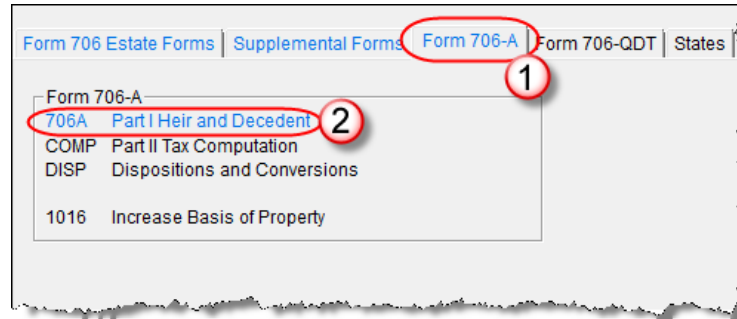 Form 706 Estate Forms Supplemental Forms Form 706-A Form 706-QDT States
1
Form 706-A
706A Part I Heir and Decedent 2
COMP Part II Tax Computation
DISP Dispositions and Conversions
1016 Increase Basis of Property